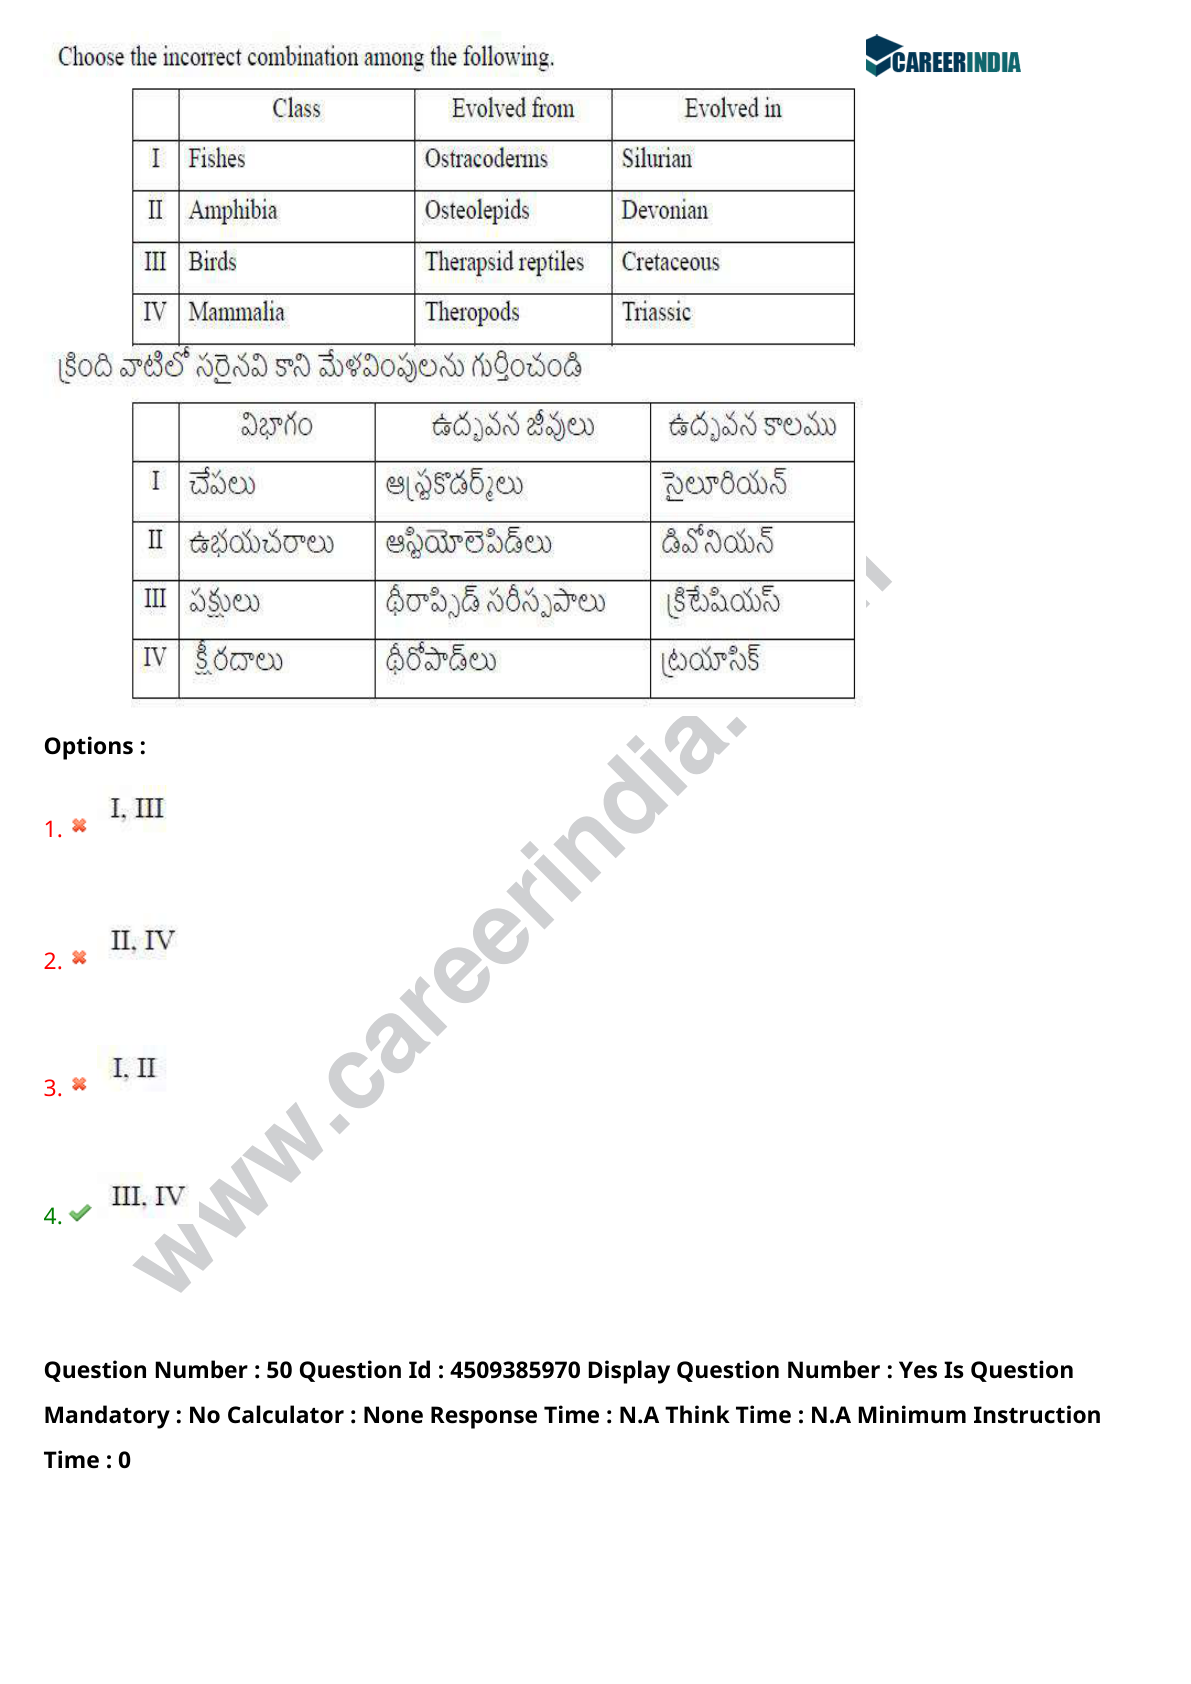 Choose the incorrect combination among the following.
CAREERINDIA
Class Evolved from Evolved in
I Fishes Ostracoderms Silurian
II Amphibia Osteolepids Devonian
III Birds Therapsid reptiles Cretaceous
IV Mammalia Theropods Triassic
క్రింది వాటిలో సరైనవి కాని మేళవింపులను గుర్తించండి
విభాగం ఉద్భవన జీవులు ఉద్భవన కాలము
I చేపలు ఆస్ట్రకొడర్మ్‌లు సైలూరియన్
II ఉభయచరాలు ఆస్టియోలెపిడ్‌లు డివోనియన్
III పక్షులు థీరాప్సిడ్ సరీసృపాలు క్రిటేషియస్
IV క్షీరదాలు థీరోపాడ్‌లు ట్రయాసిక్
Options :
1. I, III
2. II, IV
3. I, II
4. III, IV
www.careerindia.
Question Number : 50 Question Id : 4509385970 Display Question Number : Yes Is Question
Mandatory : No Calculator : None Response Time : N.A Think Time : N.A Minimum Instruction
Time : 0